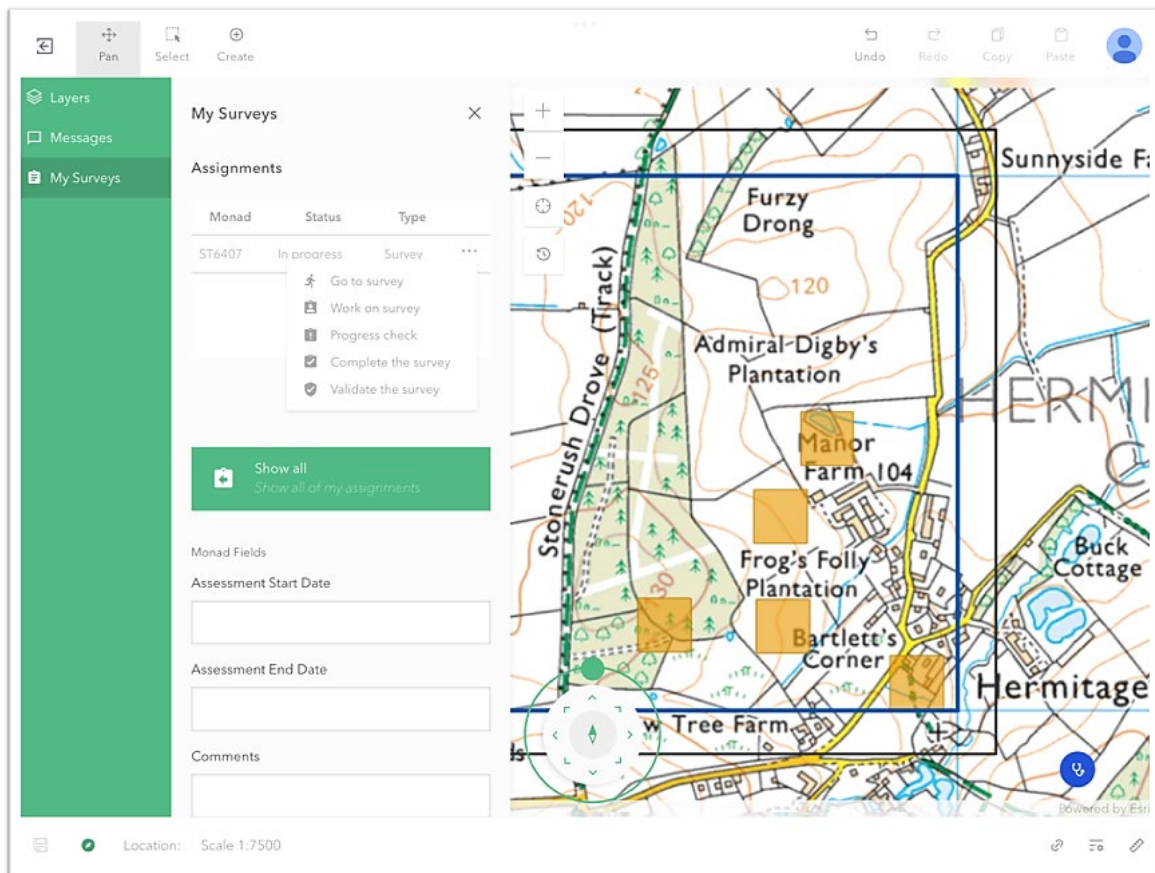 Pan
Select
Create
Undo
Redo
Copy
Paste
Layers
Messages
My Surveys
My Surveys
Assignments
Monad Status Type
ST6407 In progress Survey
Go to survey
Work on survey
Progress check
Complete the survey
Validate the survey
Show all
Show all of my assignments
Monad Fields
Assessment Start Date
Assessment End Date
Comments
Sunnyside Fa
Furzy
Drong
120
120
Stonerush Drove (Track)
Admiral Digby's
Plantation
125
HERMI
C
Manor
Farm 104
Frog's Folly
Plantation
130
Buck
Cottage
Bartlett's
Corner
Hermitage
w Tree Farm
ds
Powered by Esri
Location: Scale 1:7500